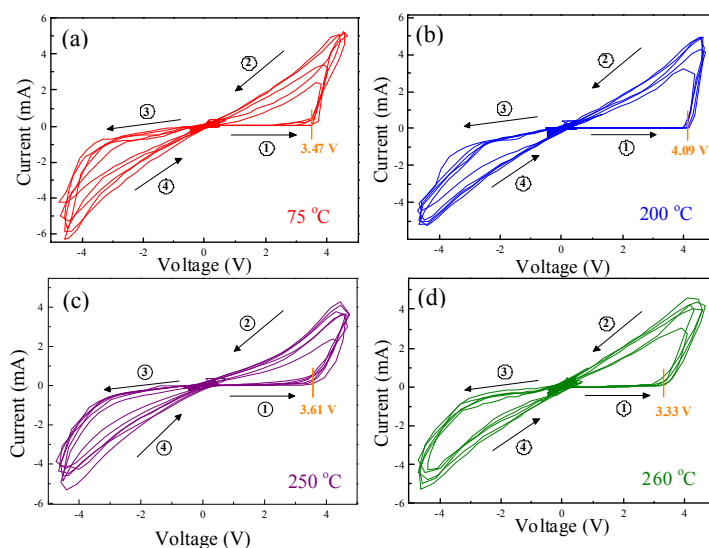 (a)
6
4
2
0
-2
-4
-6
Current (mA)
②
③
①
④
3.47 V
75 °C
-4 -2 0 2 4
Voltage (V)
(b)
6
4
2
0
-2
-4
Current (mA)
②
③
①
④
4.09 V
200 °C
-4 -2 0 2 4
Voltage (V)
(c)
6
4
2
0
-2
-4
-6
Current (mA)
②
③
①
④
3.61 V
250 °C
-4 -2 0 2 4
Voltage (V)
(d)
6
4
2
0
-2
-4
-6
Current (mA)
②
③
①
④
3.33 V
260 °C
-4 -2 0 2 4
Voltage (V)